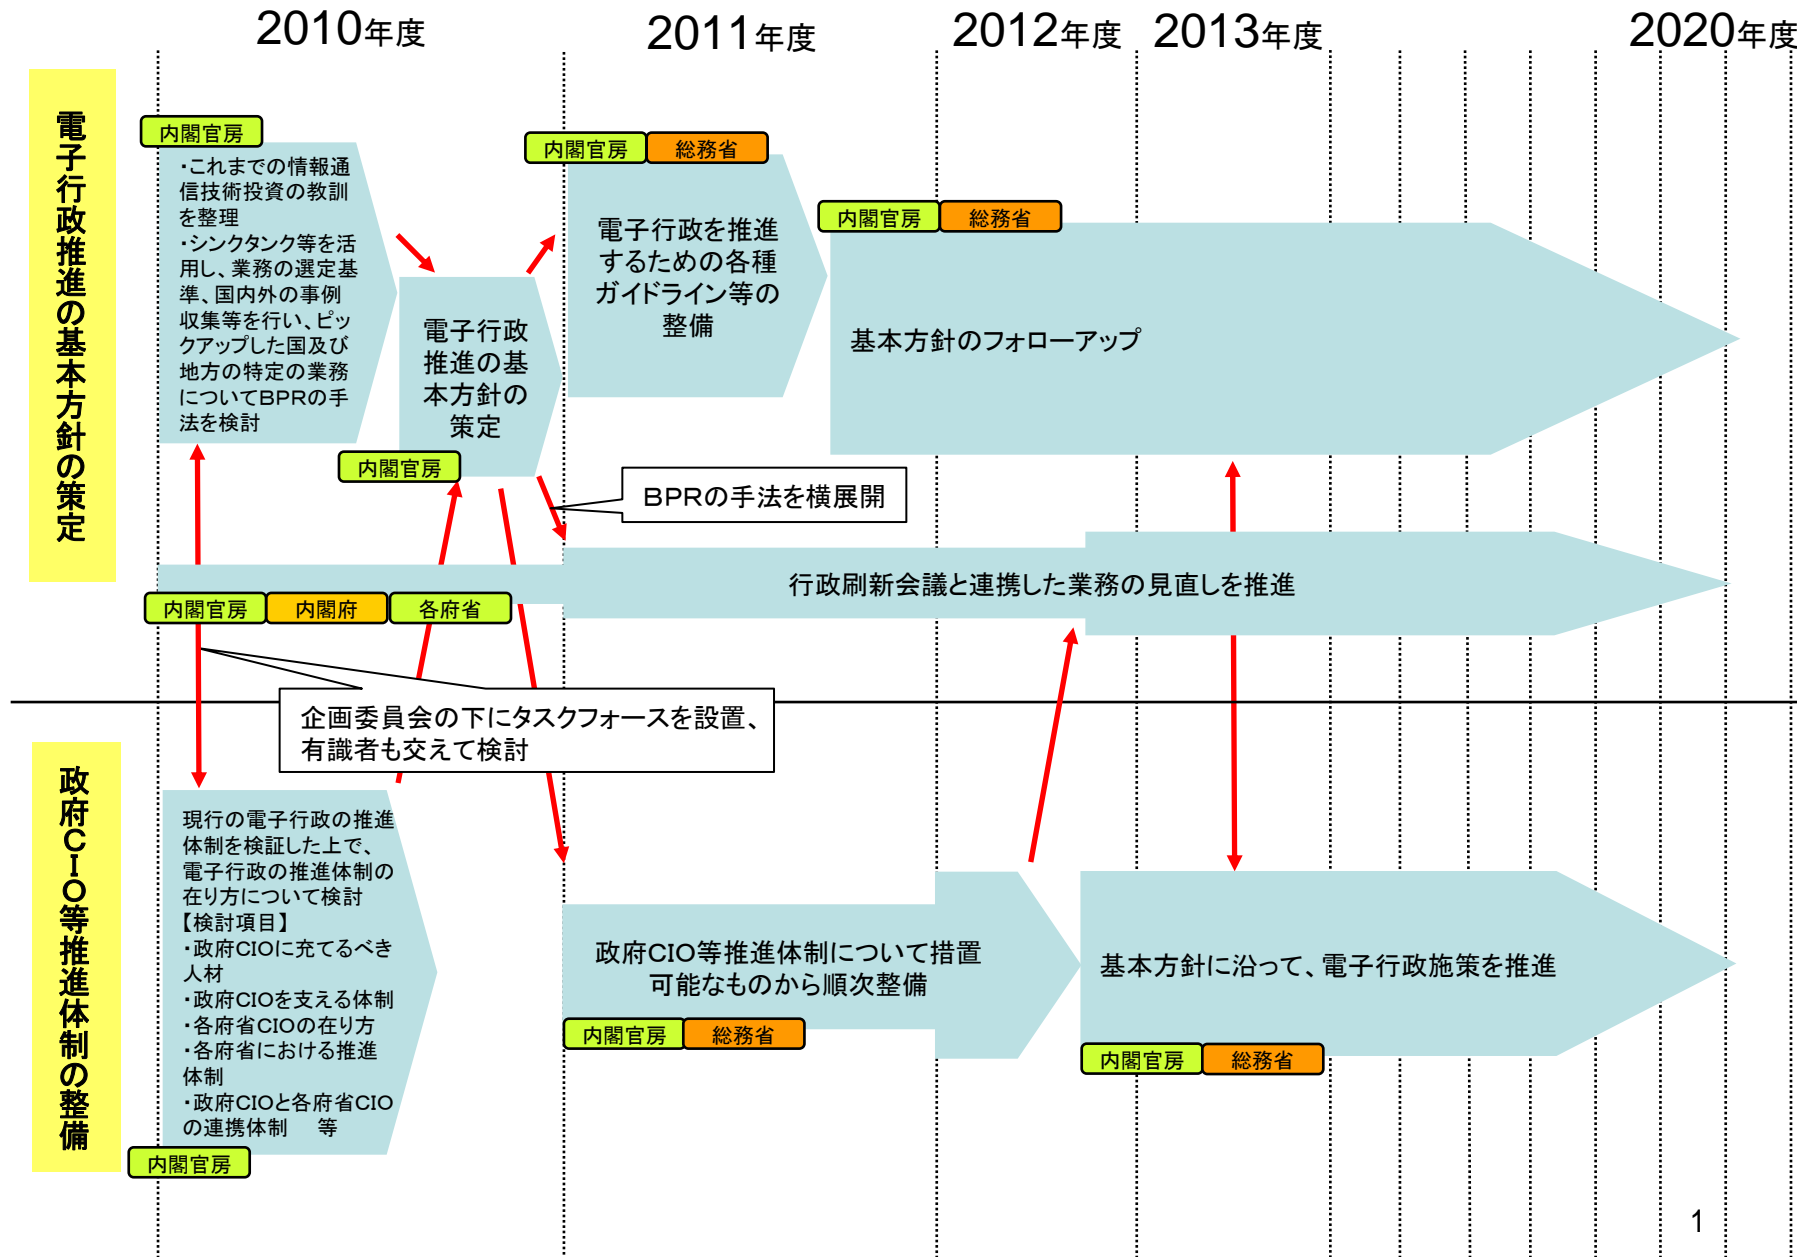 2010年度
2011年度
2012年度
2013年度
2020年度
電子行政推進の基本方針の策定
内閣官房
・これまでの情報通
信技術投資の教訓
を整理
・シンクタンク等を活
用し、業務の選定基
準、国内外の事例
収集等を行い、ピッ
クアップした国及び
地方の特定の業務
についてBPRの手
法を検討
電子行政
推進の基
本方針の
策定
内閣官房
内閣官房
総務省
電子行政を推進
するための各種
ガイドライン等の
整備
内閣官房
総務省
基本方針のフォローアップ
BPRの手法を横展開
行政刷新会議と連携した業務の見直しを推進
内閣官房
内閣府
各府省
企画委員会の下にタスクフォースを設置、
有識者も交えて検討
政府CIO等推進体制の整備
現行の電子行政の推進
体制を検証した上で、
電子行政の推進体制の
在り方について検討
【検討項目】
・政府CIOに充てるべき
人材
・政府CIOを支える体制
・各府省CIOの在り方
・各府省における推進
体制
・政府CIOと各府省CIO
の連携体制　等
内閣官房
政府CIO等推進体制について措置
可能なものから順次整備
内閣官房
総務省
基本方針に沿って、電子行政施策を推進
内閣官房
総務省
1